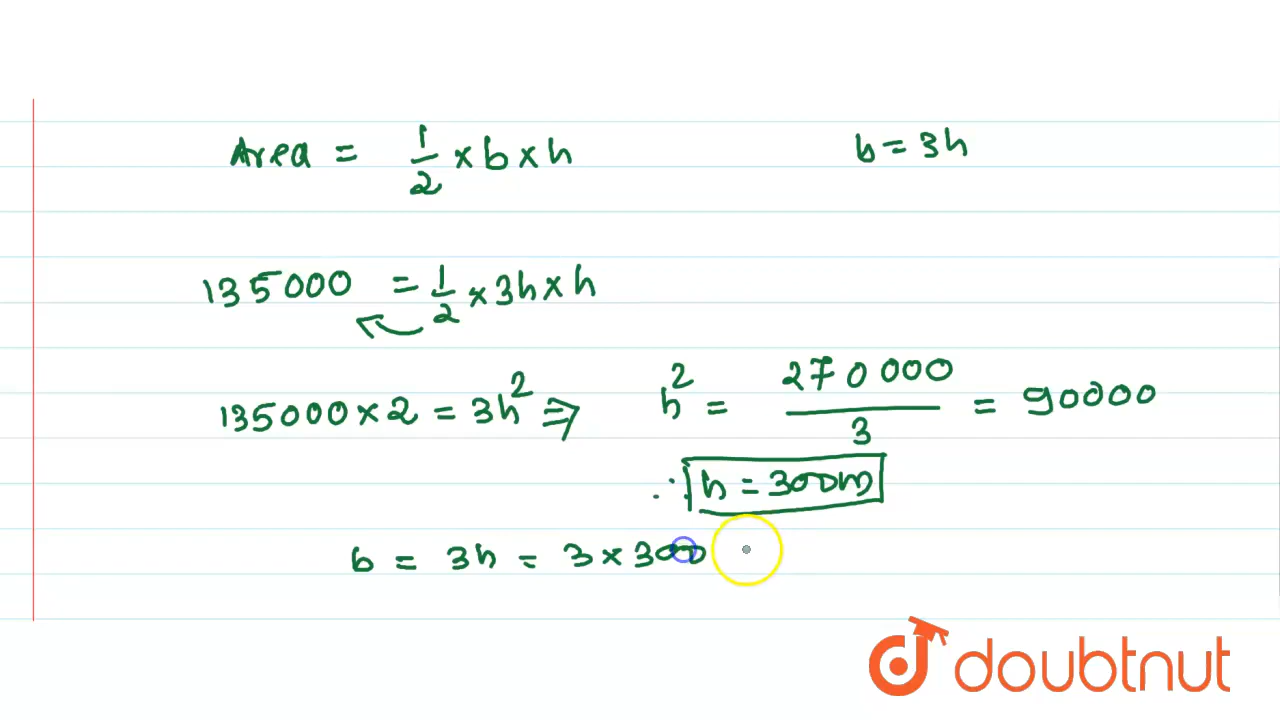 Area = 1/2 × b × h
b = 3h
135000 = 1/2 × 3h × h
135000 × 2 = 3h² ⇒ h² = 270000/3 = 90000
∴ h = 300m
b = 3h = 3 × 300
doubtnut